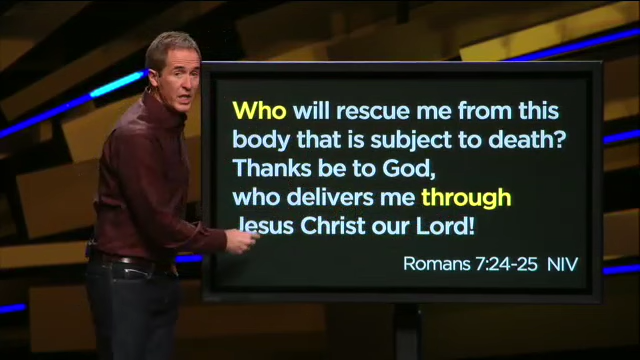 Who will rescue me from this
body that is subject to death?
Thanks be to God,
who delivers me through
Jesus Christ our Lord!
Romans 7:24-25 NIV